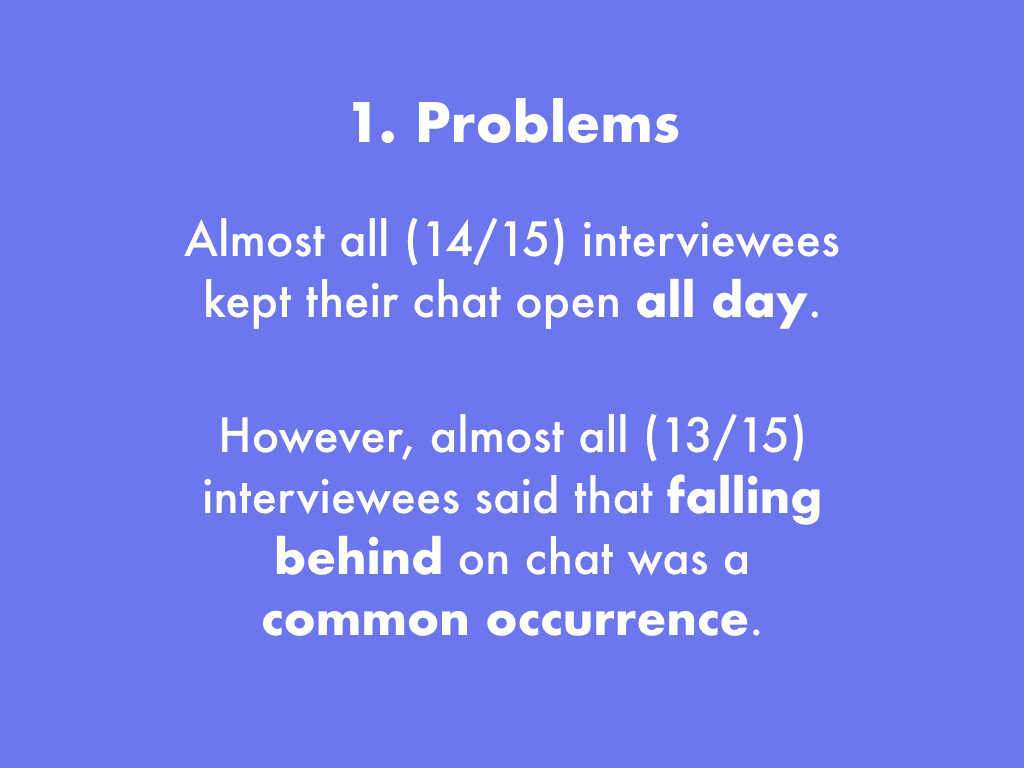 1. Problems
Almost all (14/15) interviewees
kept their chat open all day.
However, almost all (13/15)
interviewees said that falling
behind on chat was a
common occurrence.